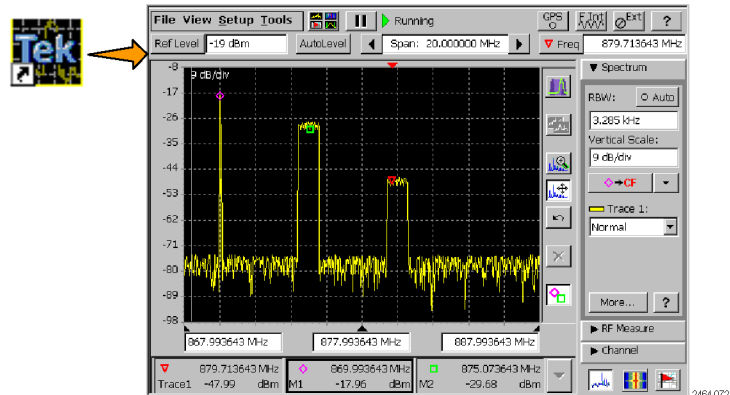 Tek
File View Setup Tools Running GPS F Int Ext ?
Ref Level -19 dBm AutoLevel Span: 20.000000 MHz Freq 879.713643 MHz
9 dB/div
-8
-17
-26
-35
-44
-53
-62
-71
-80
-89
-98
867.993643 MHz 877.993643 MHz 887.993643 MHz
Spectrum
RBW: Auto
3.285 kHz
Vertical Scale:
9 dB/div
CF
Trace 1:
Normal
More... ?
RF Measure
Channel
879.713643 MHz 869.993643 MHz 875.073643 MHz
Trace1 -47.99 dBm M1 -17.96 dBm M2 -29.68 dBm
2464 072